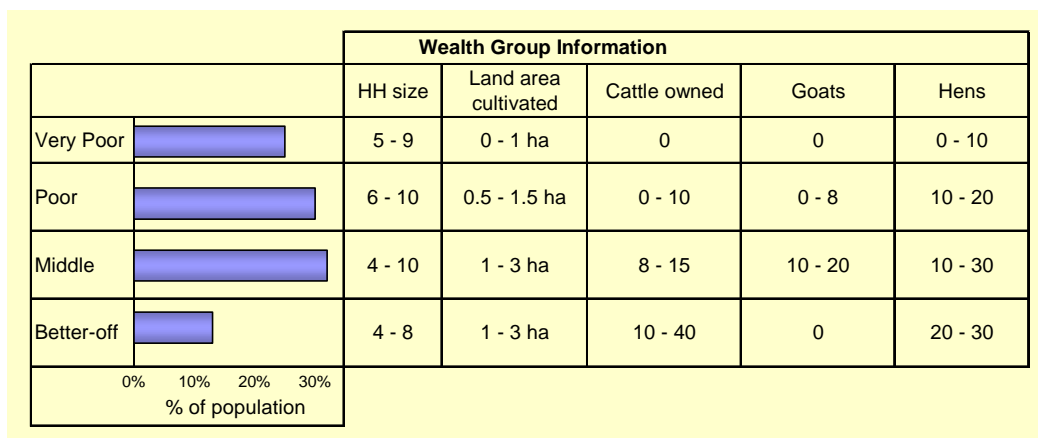 Wealth Group Information
HH size Land area cultivated Cattle owned Goats Hens
Very Poor 5 - 9 0 - 1 ha 0 0 0 - 10
Poor 6 - 10 0.5 - 1.5 ha 0 - 10 0 - 8 10 - 20
Middle 4 - 10 1 - 3 ha 8 - 15 10 - 20 10 - 30
Better-off 4 - 8 1 - 3 ha 10 - 40 0 20 - 30
0% 10% 20% 30%
% of population